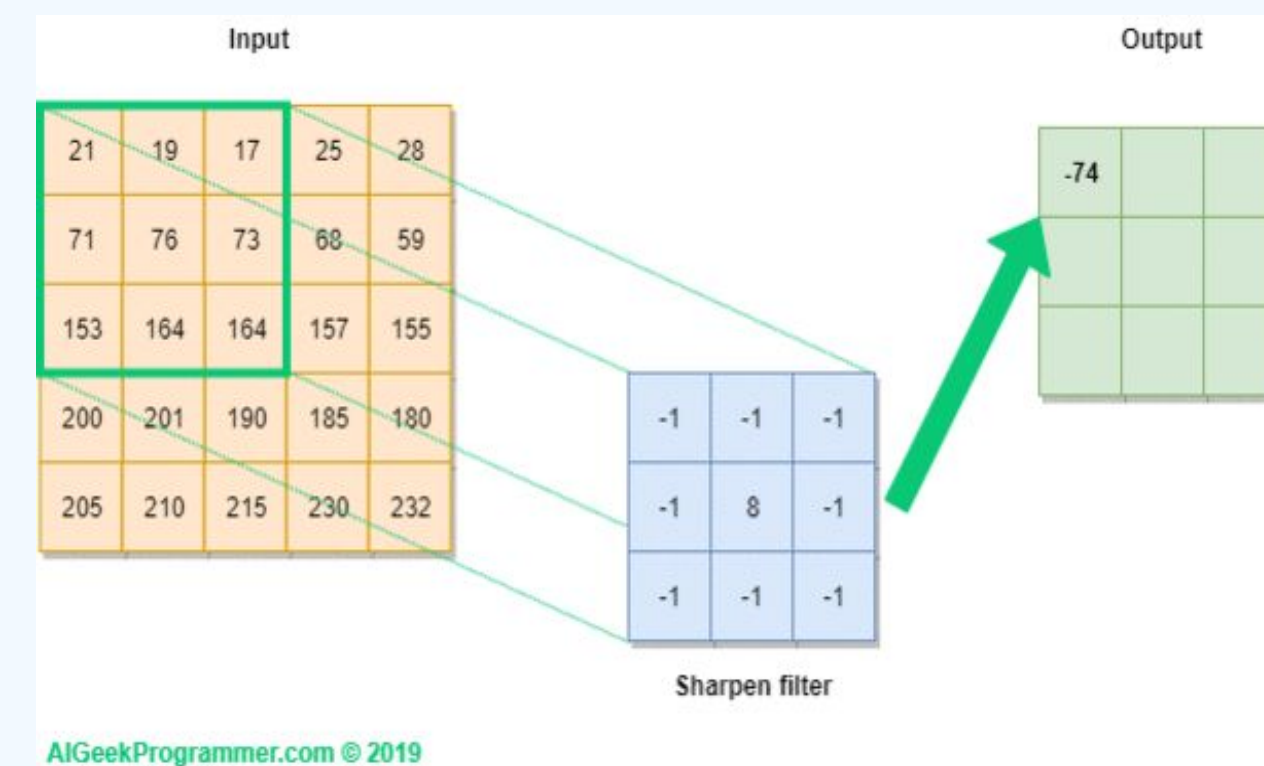 Input
Output
21 19 17 25 28
71 76 73 68 59
153 164 164 157 155
200 201 190 185 180
205 210 215 230 232
-74
-1 -1 -1
-1 8 -1
-1 -1 -1
Sharpen filter
AIGeekProgrammer.com © 2019